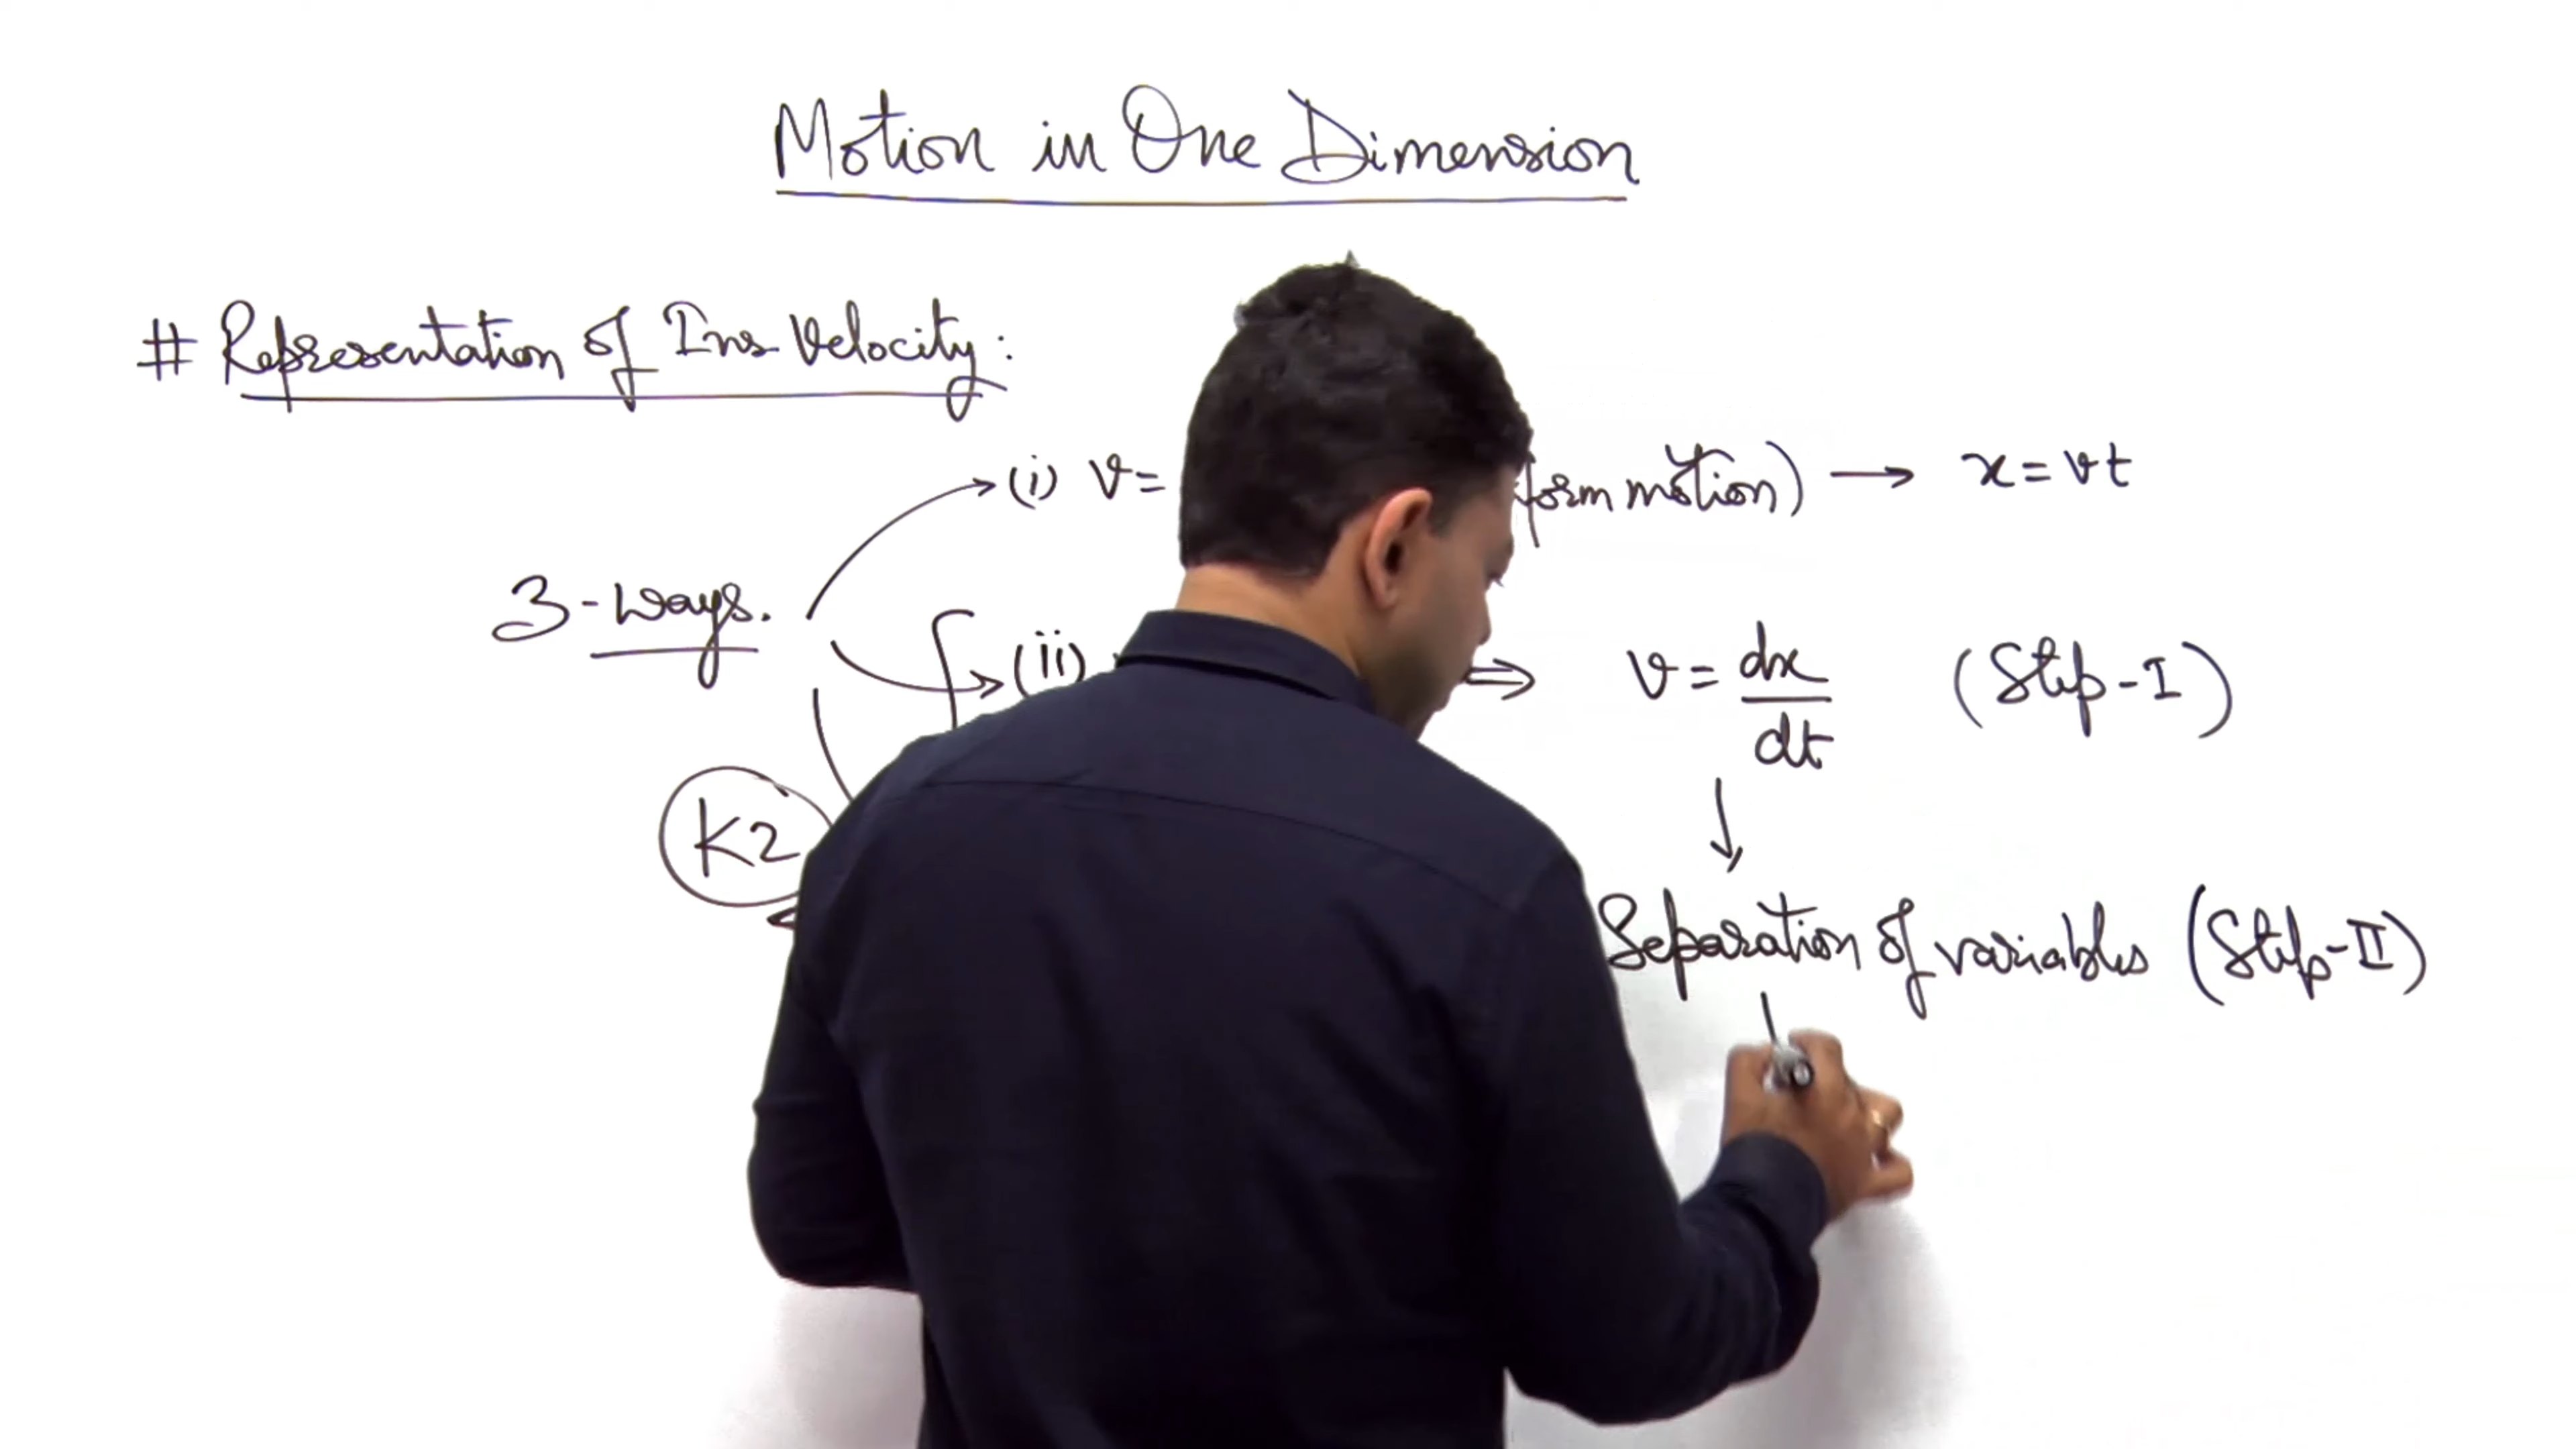 Motion in One Dimension
# Representation of Ins Velocity:
(i) v= form motion) → x=vt
3-ways.
(ii) ⇒ v=dx/dt (Step-I)
K2
Separation of variables (Step-II)